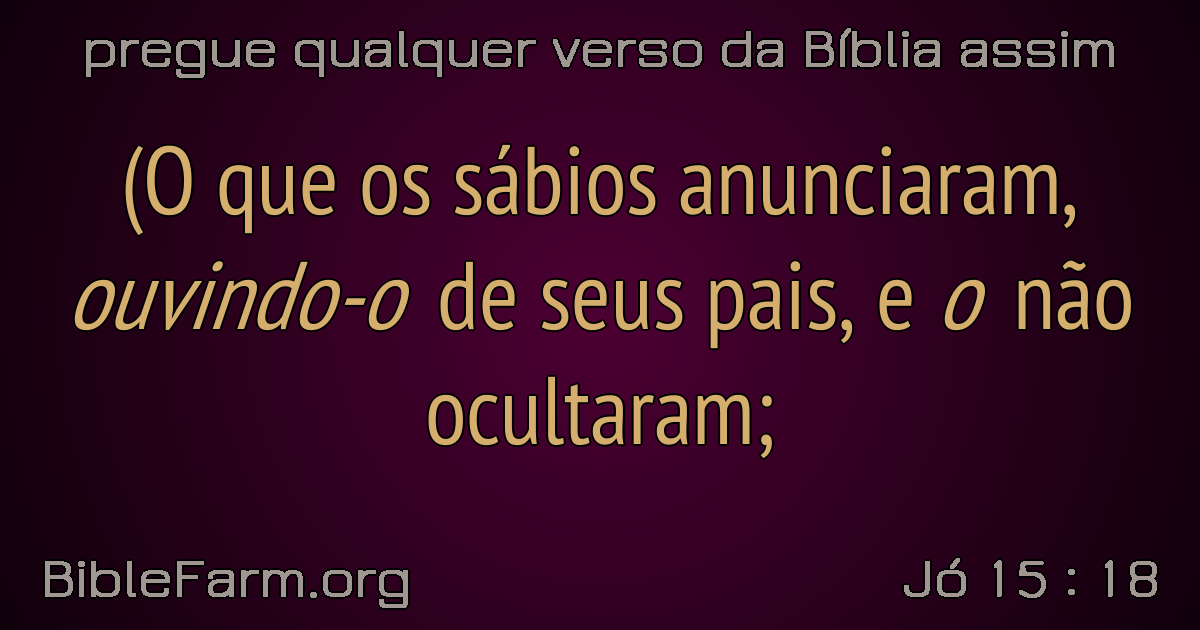 pregue qualquer verso da Bíblia assim
(O que os sábios anunciaram,
ouvindo-o de seus pais, e o não
ocultaram;
BibleFarm.org
Jó 15 : 18